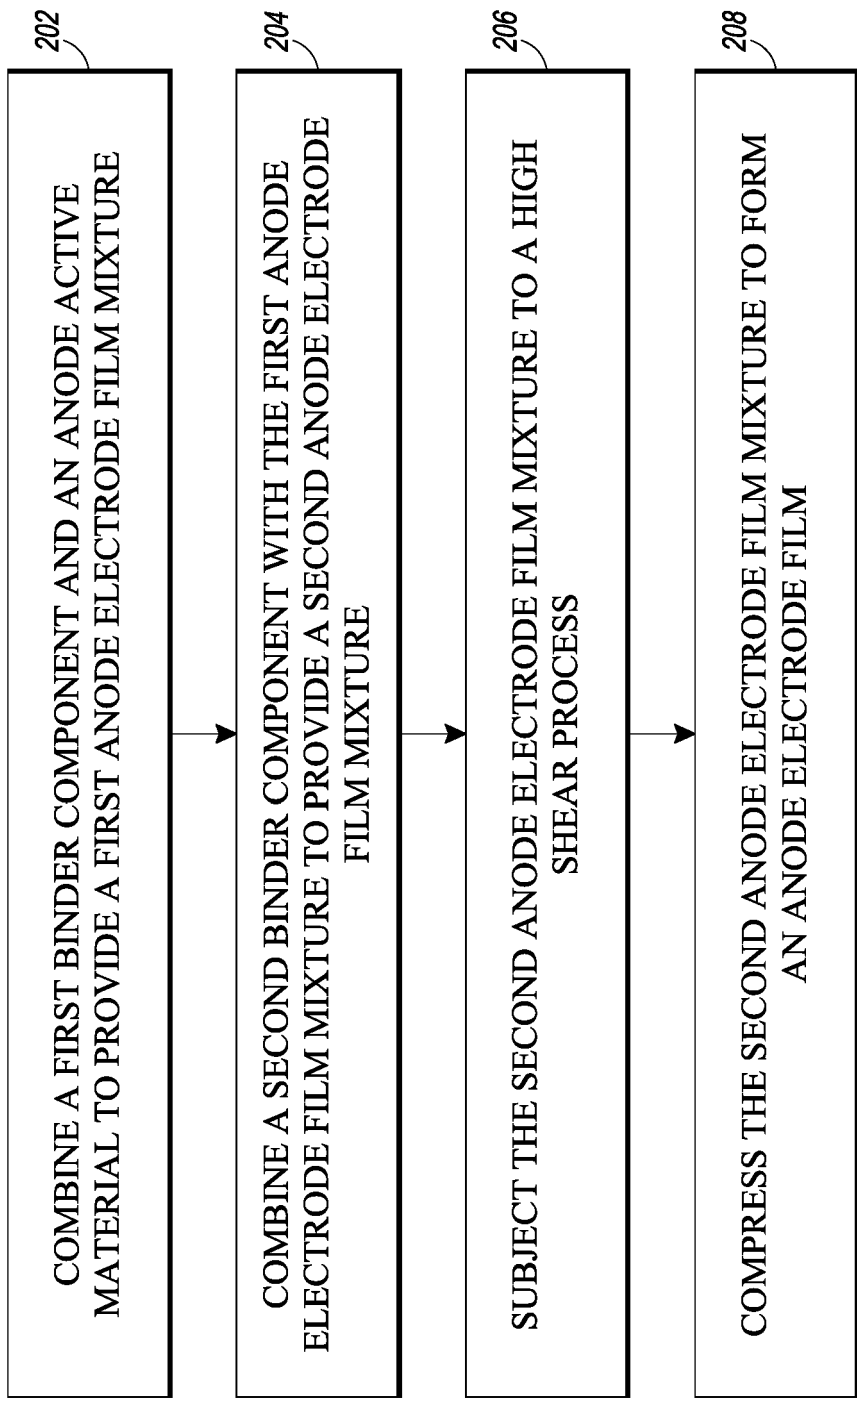 202
COMBINE A FIRST BINDER COMPONENT AND AN ANODE ACTIVE
MATERIAL TO PROVIDE A FIRST ANODE ELECTRODE FILM MIXTURE
204
COMBINE A SECOND BINDER COMPONENT WITH THE FIRST ANODE
ELECTRODE FILM MIXTURE TO PROVIDE A SECOND ANODE ELECTRODE
FILM MIXTURE
206
SUBJECT THE SECOND ANODE ELECTRODE FILM MIXTURE TO A HIGH
SHEAR PROCESS
208
COMPRESS THE SECOND ANODE ELECTRODE FILM MIXTURE TO FORM
AN ANODE ELECTRODE FILM